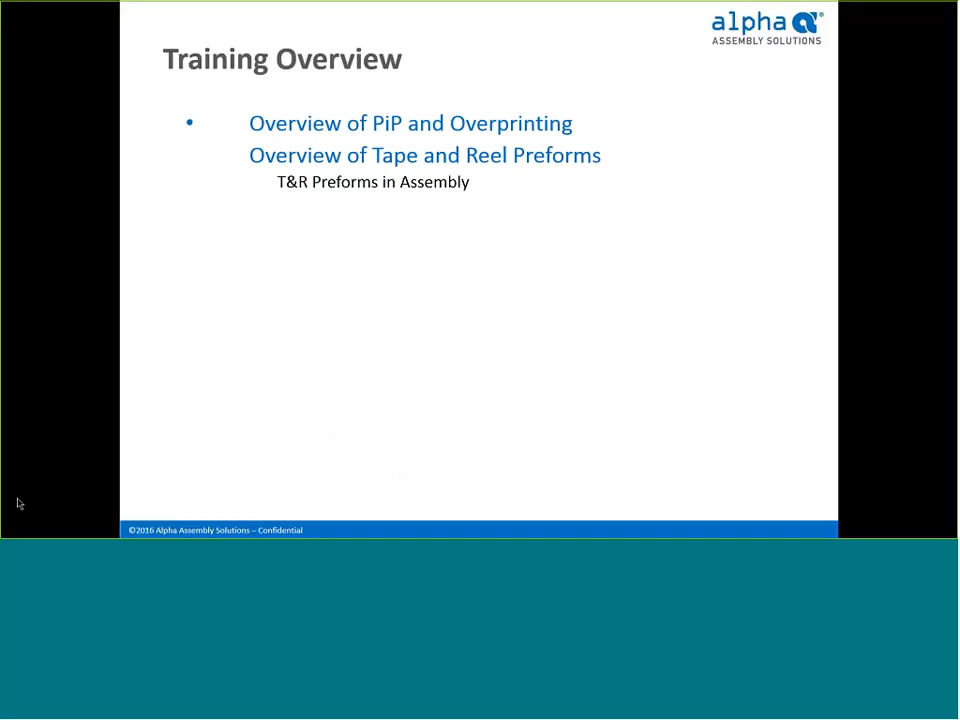 alpha
ASSEMBLY SOLUTIONS
Training Overview
• Overview of PiP and Overprinting
Overview of Tape and Reel Preforms
T&R Preforms in Assembly
©2016 Alpha Assembly Solutions – Confidential